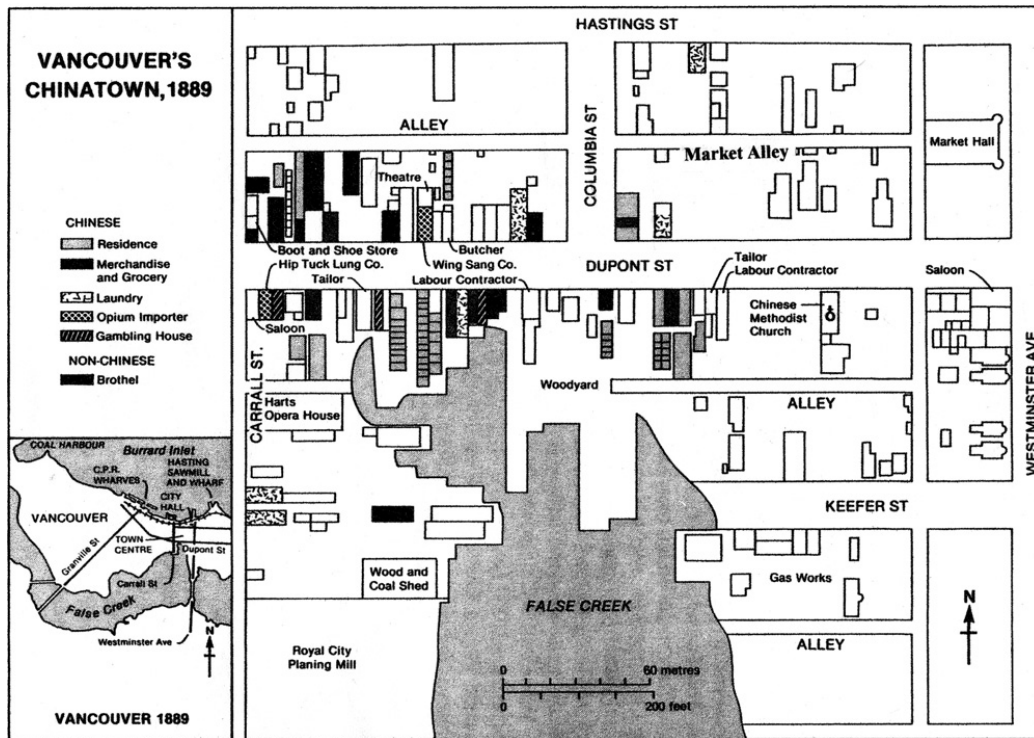 VANCOUVER'S
CHINATOWN, 1889
CHINESE
Residence
Merchandise
and Grocery
Laundry
Opium Importer
Gambling House
NON-CHINESE
Brothel
HASTINGS ST
ALLEY
COLUMBIA ST
Market Alley
Market Hall
Theatre
Boot and Shoe Store
Butcher
Hip Tuck Lung Co.
Wing Sang Co.
DUPONT ST
Tailor
Labour Contractor
Tailor
Labour Contractor
Saloon
Saloon
Chinese
Methodist
Church
CARRALL ST.
WESTMINSTER AVE
Woodyard
Harts
Opera House
ALLEY
KEEFER ST
Wood and
Coal Shed
Gas Works
FALSE CREEK
ALLEY
N
Royal City
Planing Mill
0 60 metres
0 200 feet
COAL HARBOUR
Burrard Inlet
C.P.R.
WHARVES
HASTING
SAWMILL
AND WHARF
CITY
HALL
VANCOUVER
TOWN
CENTRE
Granville St
Dupont St
Carrall St
False Creek
Westminster Ave
N
VANCOUVER 1889